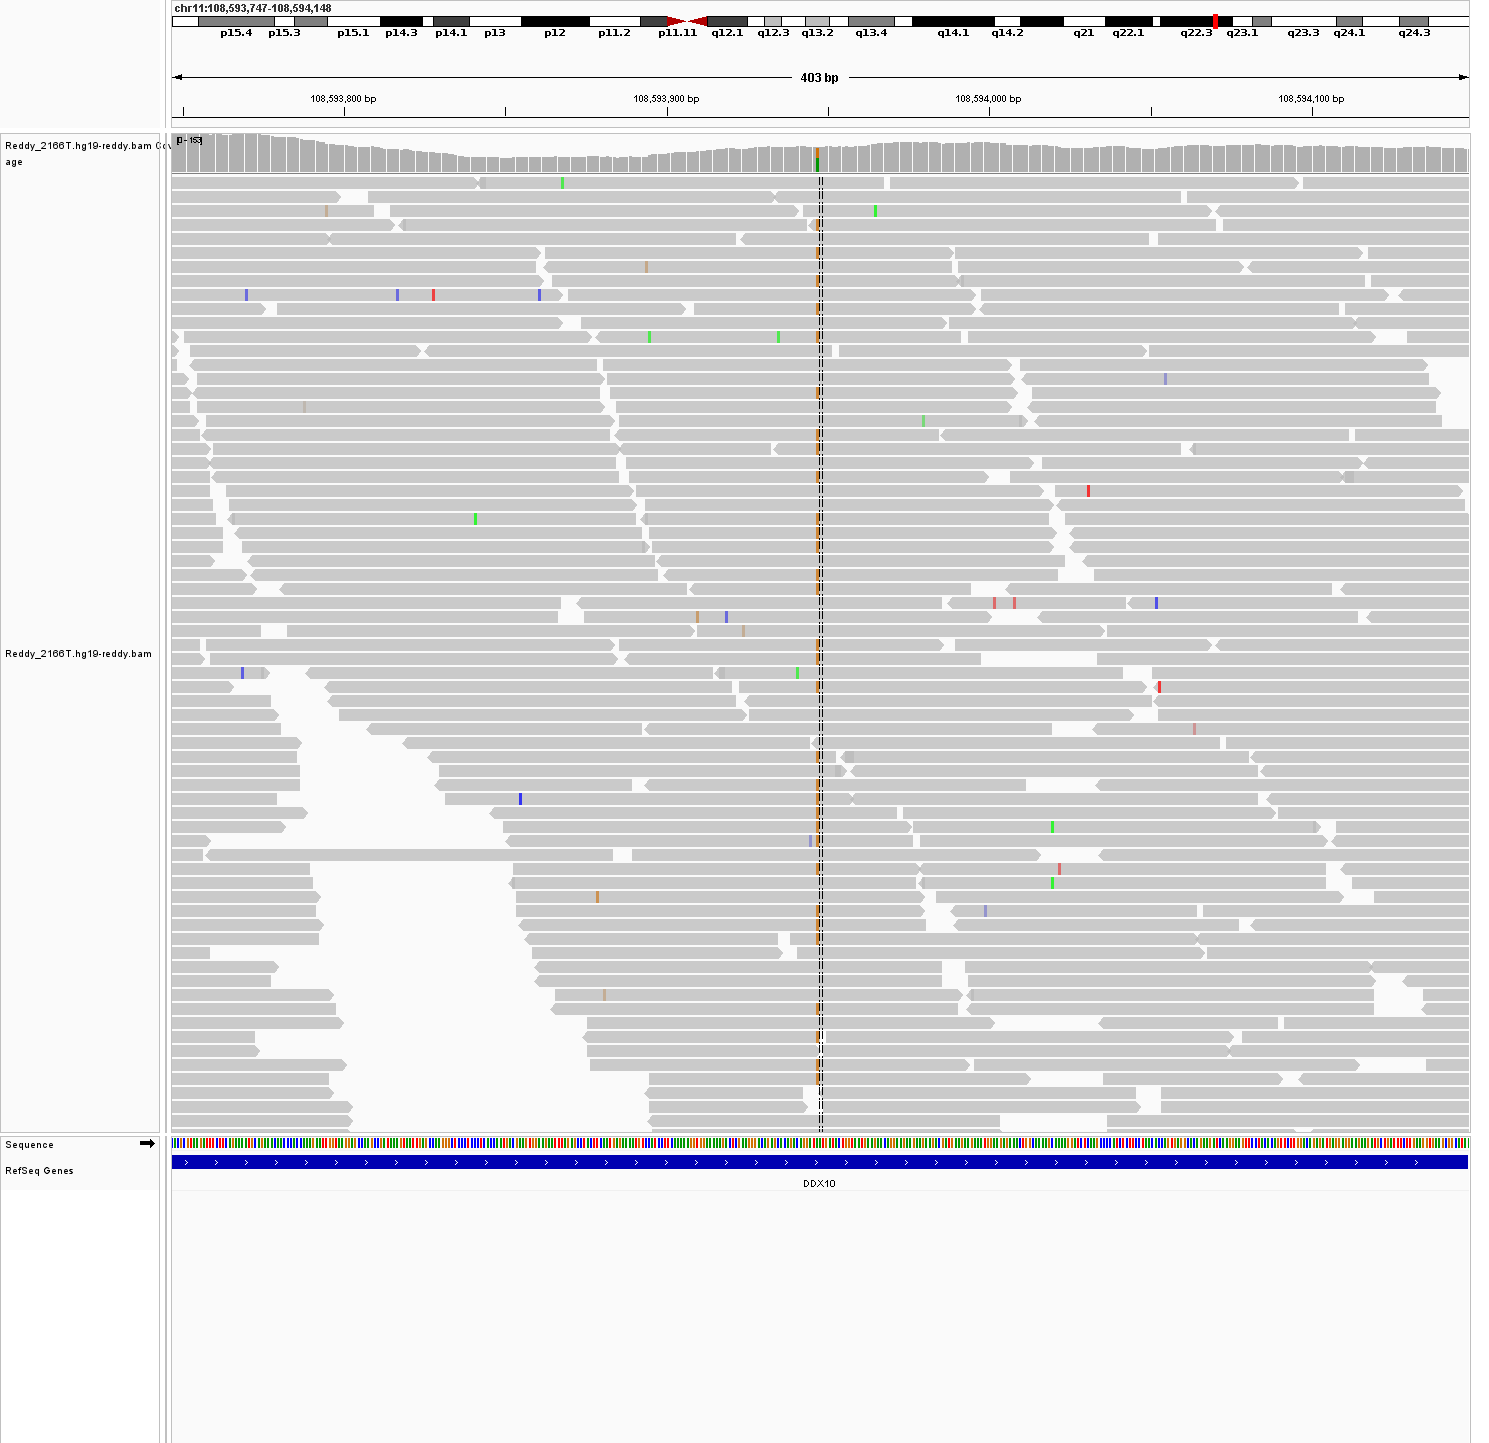 chr11:108,593,747-108,594,148
p15.4 p15.3 p15.1 p14.3 p14.1 p13 p12 p11.2 p11.11 q12.1 q12.3 q13.2 q13.4 q14.1 q14.2 q21 q22.1 q22.3 q23.1 q23.3 q24.1 q24.3
403 bp
108,593,800 bp 108,593,900 bp 108,594,000 bp 108,594,100 bp
[0 - 153]
Reddy_2166T.hg19-reddy.bam Cov
age
Reddy_2166T.hg19-reddy.bam
Sequence
RefSeq Genes
DDX10